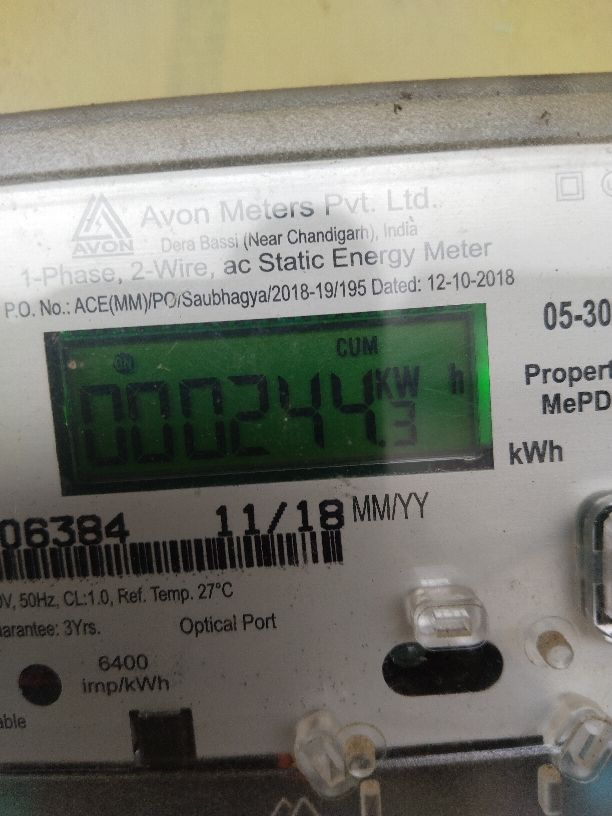 AVON
Avon Meters Pvt. Ltd.
Dera Bassi (Near Chandigarh), India
1-Phase, 2-Wire, ac Static Energy Meter
P.O. No.: ACE(MM)/PO/Saubhagya/2018-19/195 Dated: 12-10-2018
05-30
CUM
000244.3 KW h
Propert
MePD
kWh
06384 11/18 MM/YY
0V, 50Hz, CL:1.0, Ref. Temp. 27°C
uarantee: 3Yrs. Optical Port
6400
imp/kWh
able